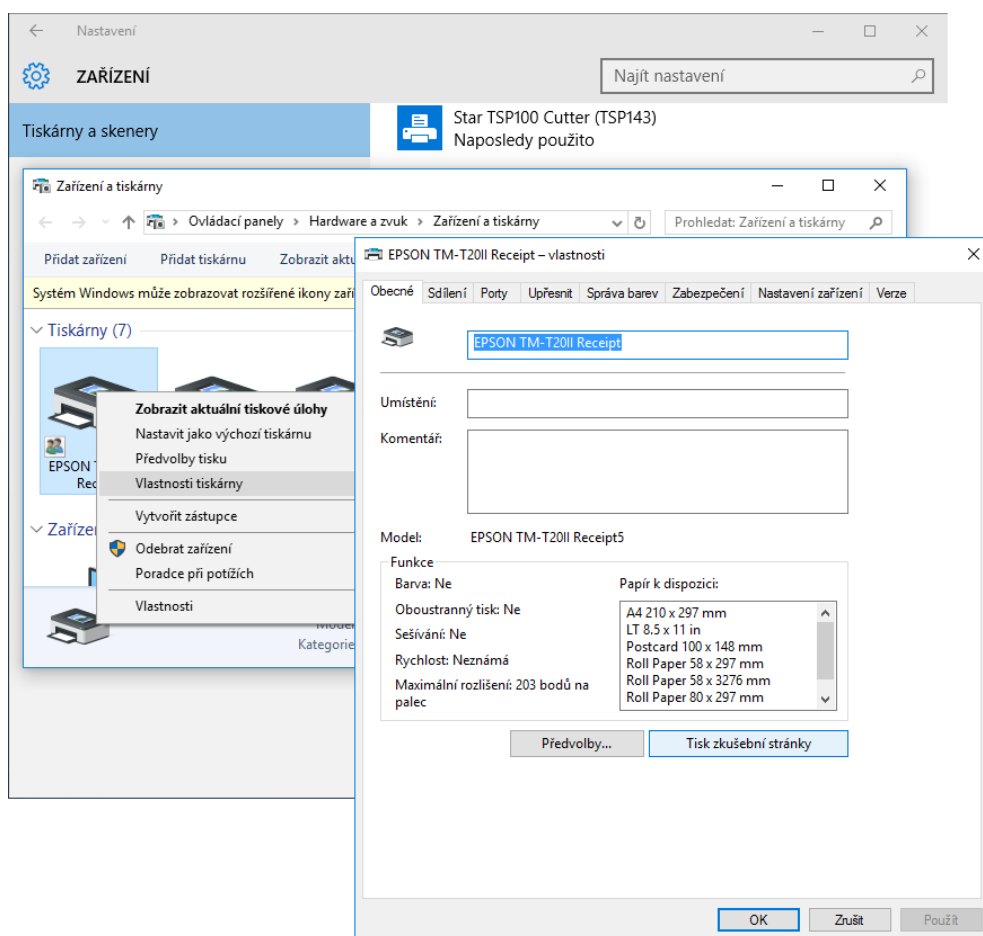 Nastavení
ZAŘÍZENÍ
Najít nastavení
Tiskárny a skenery
Star TSP100 Cutter (TSP143)
Naposledy použito
Zařízení a tiskárny
Ovládací panely > Hardware a zvuk > Zařízení a tiskárny
Prohledat: Zařízení a tiskárny
Přidat zařízení Přidat tiskárnu Zobrazit aktu
Systém Windows může zobrazovat rozšířené ikony zaří
Tiskárny (7)
EPSON T
Rec
Zobrazit aktuální tiskové úlohy
Nastavit jako výchozí tiskárnu
Předvolby tisku
Vlastnosti tiskárny
Vytvořit zástupce
Odebrat zařízení
Poradce při potížích
Vlastnosti
Zařízen
Kategorie
EPSON TM-T20II Receipt – vlastnosti
Obecné Sdílení Porty Upřesnit Správa barev Zabezpečení Nastavení zařízení Verze
EPSON TM-T20II Receipt
Umístění:
Komentář:
Model: EPSON TM-T20II Receipt5
Funkce
Barva: Ne
Oboustranný tisk: Ne
Sešívání: Ne
Rychlost: Neznámá
Maximální rozlišení: 203 bodů na
palec
Papír k dispozici:
A4 210 x 297 mm
LT 8.5 x 11 in
Postcard 100 x 148 mm
Roll Paper 58 x 297 mm
Roll Paper 58 x 3276 mm
Roll Paper 80 x 297 mm
Předvolby... Tisk zkušební stránky
OK Zrušit Použít